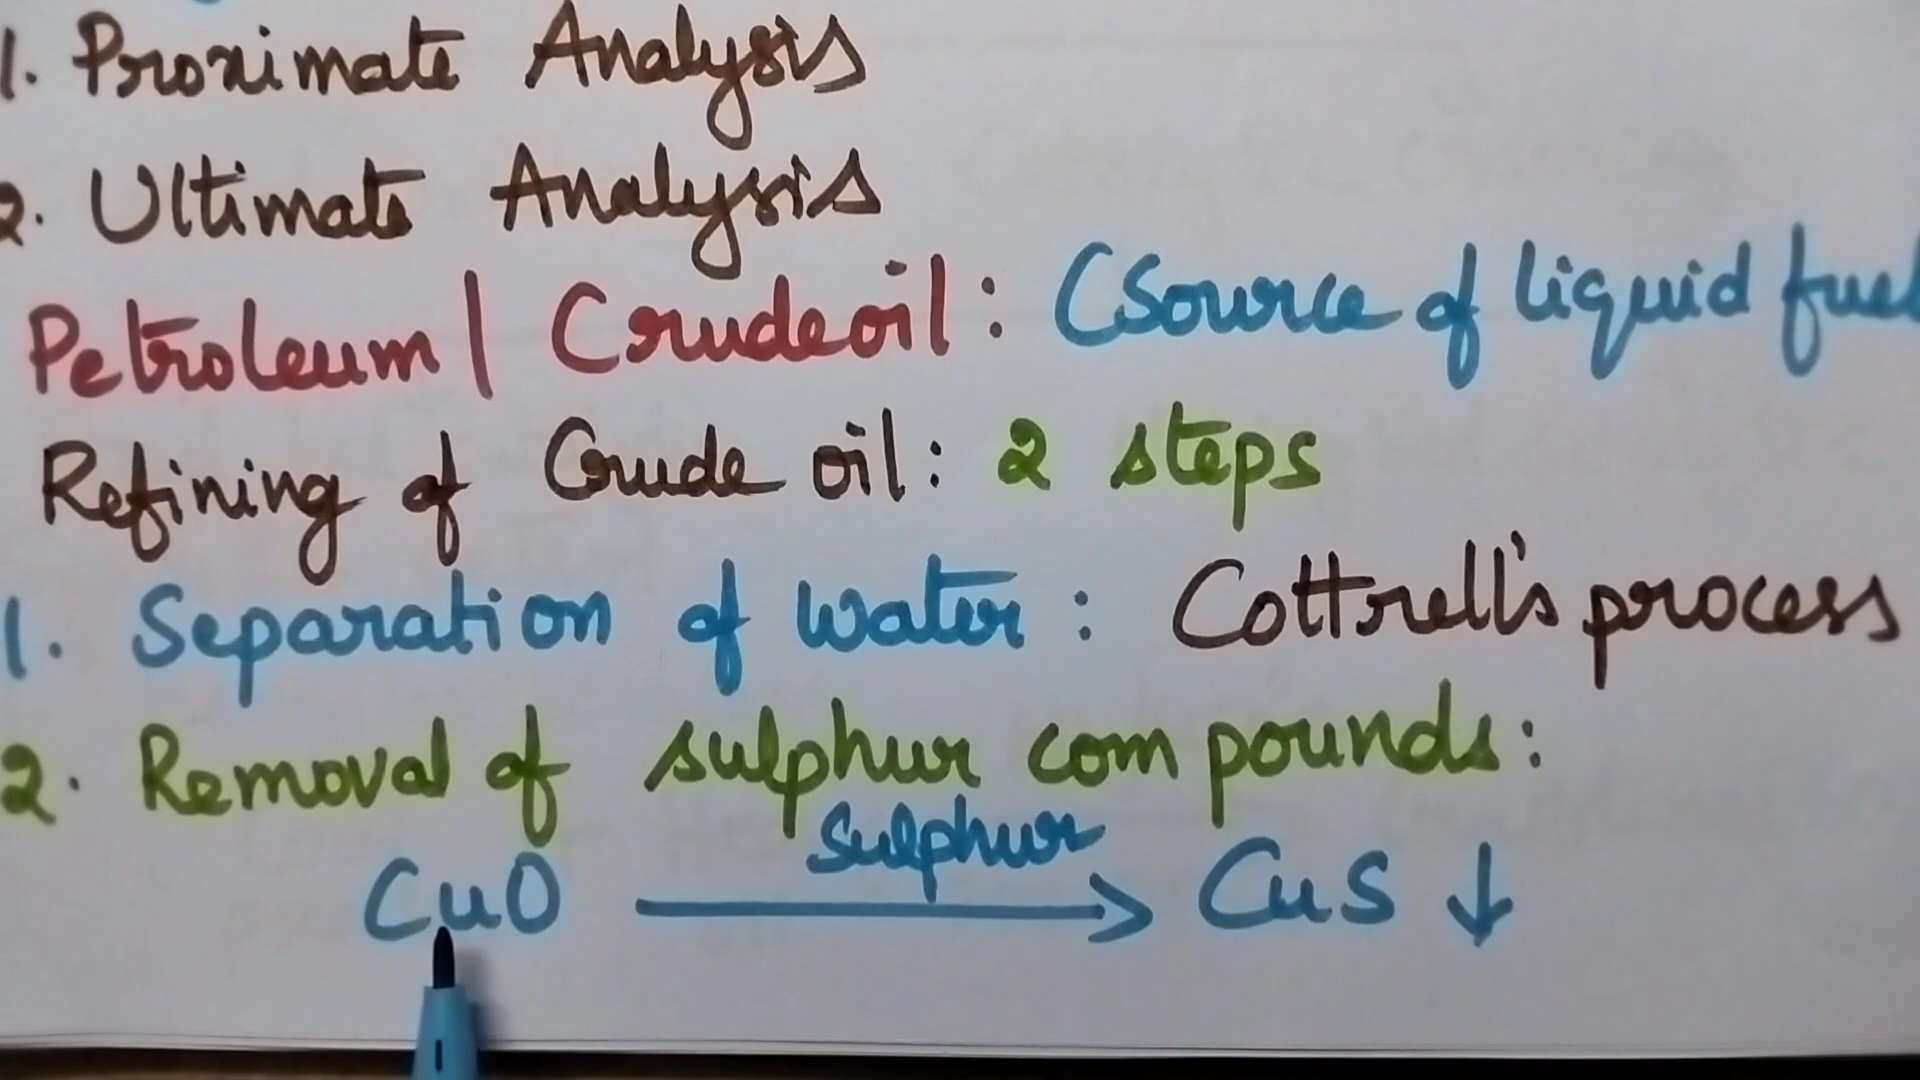 1. Proximate Analysis
2. Ultimate Analysis
Petroleum | Crudeoil: (Source of liquid fuel
Refining of Crude oil: 2 steps
1. Separation of water: Cottrell's process
2. Removal of sulphur compounds:
CuO Sulphur → CuS ↓